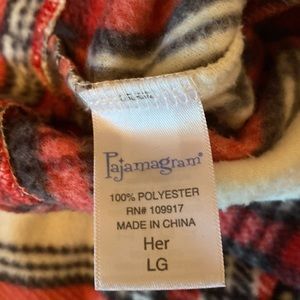 Pajamagram®
100% POLYESTER
RN# 109917
MADE IN CHINA
Her
LG